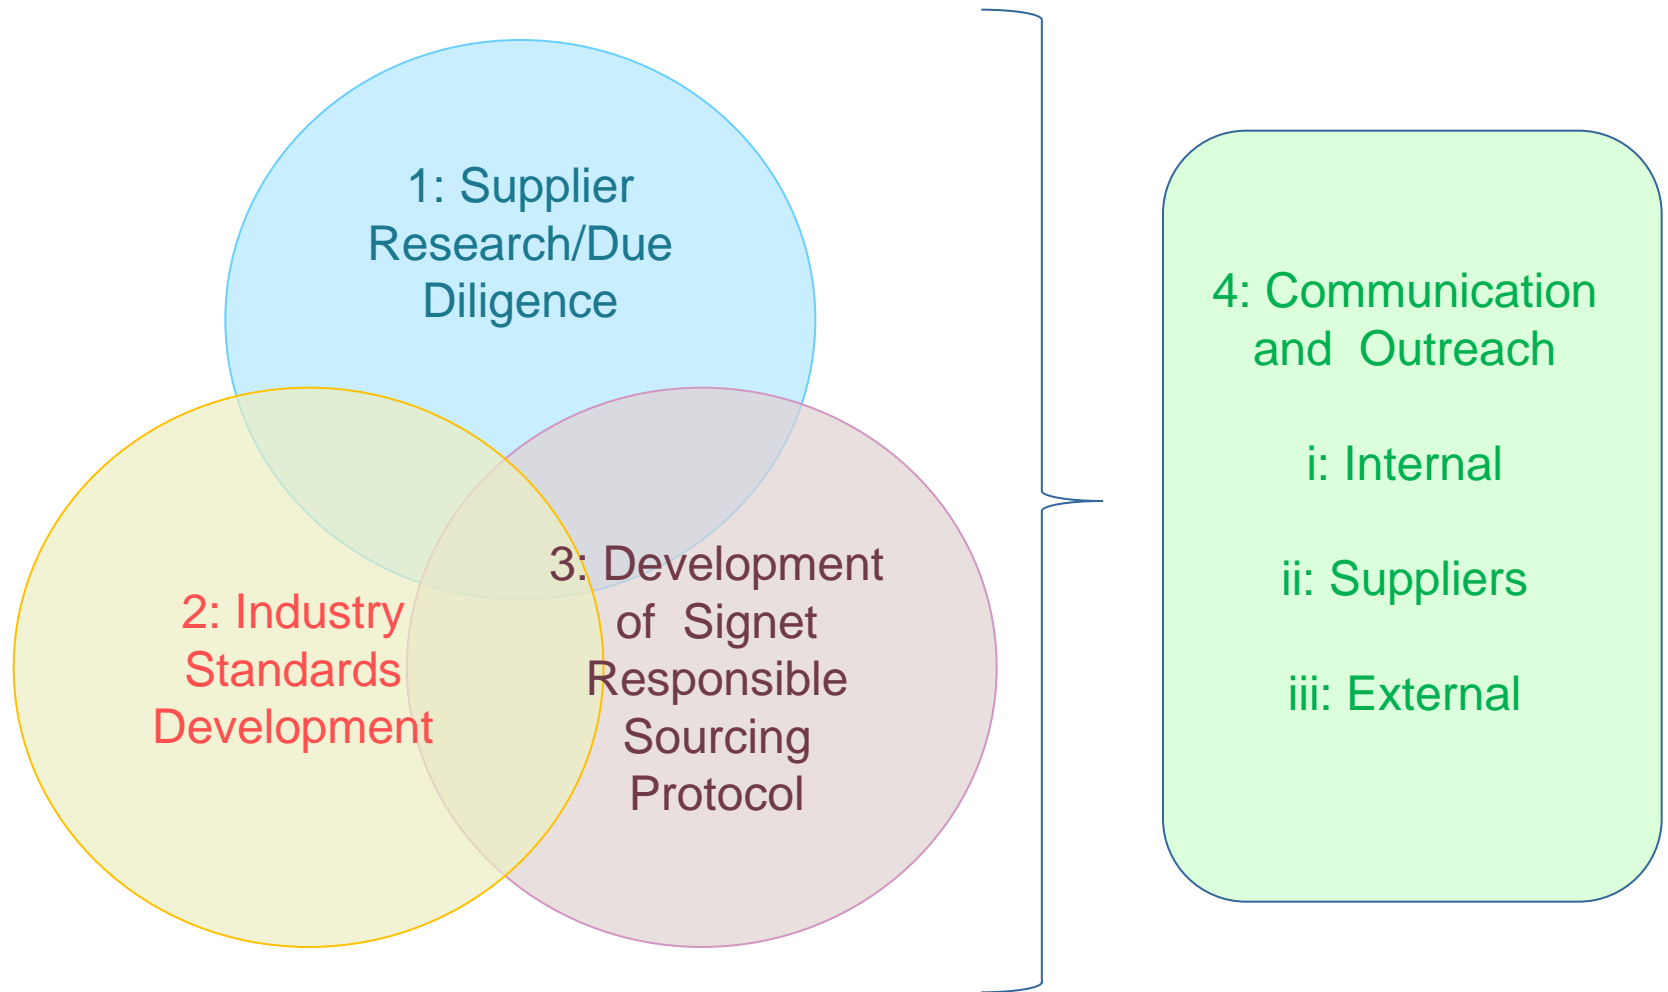 1: Supplier
Research/Due
Diligence
2: Industry
Standards
Development
3: Development
of  Signet
Responsible
Sourcing
Protocol
4: Communication
and  Outreach
i: Internal
ii: Suppliers
iii: External